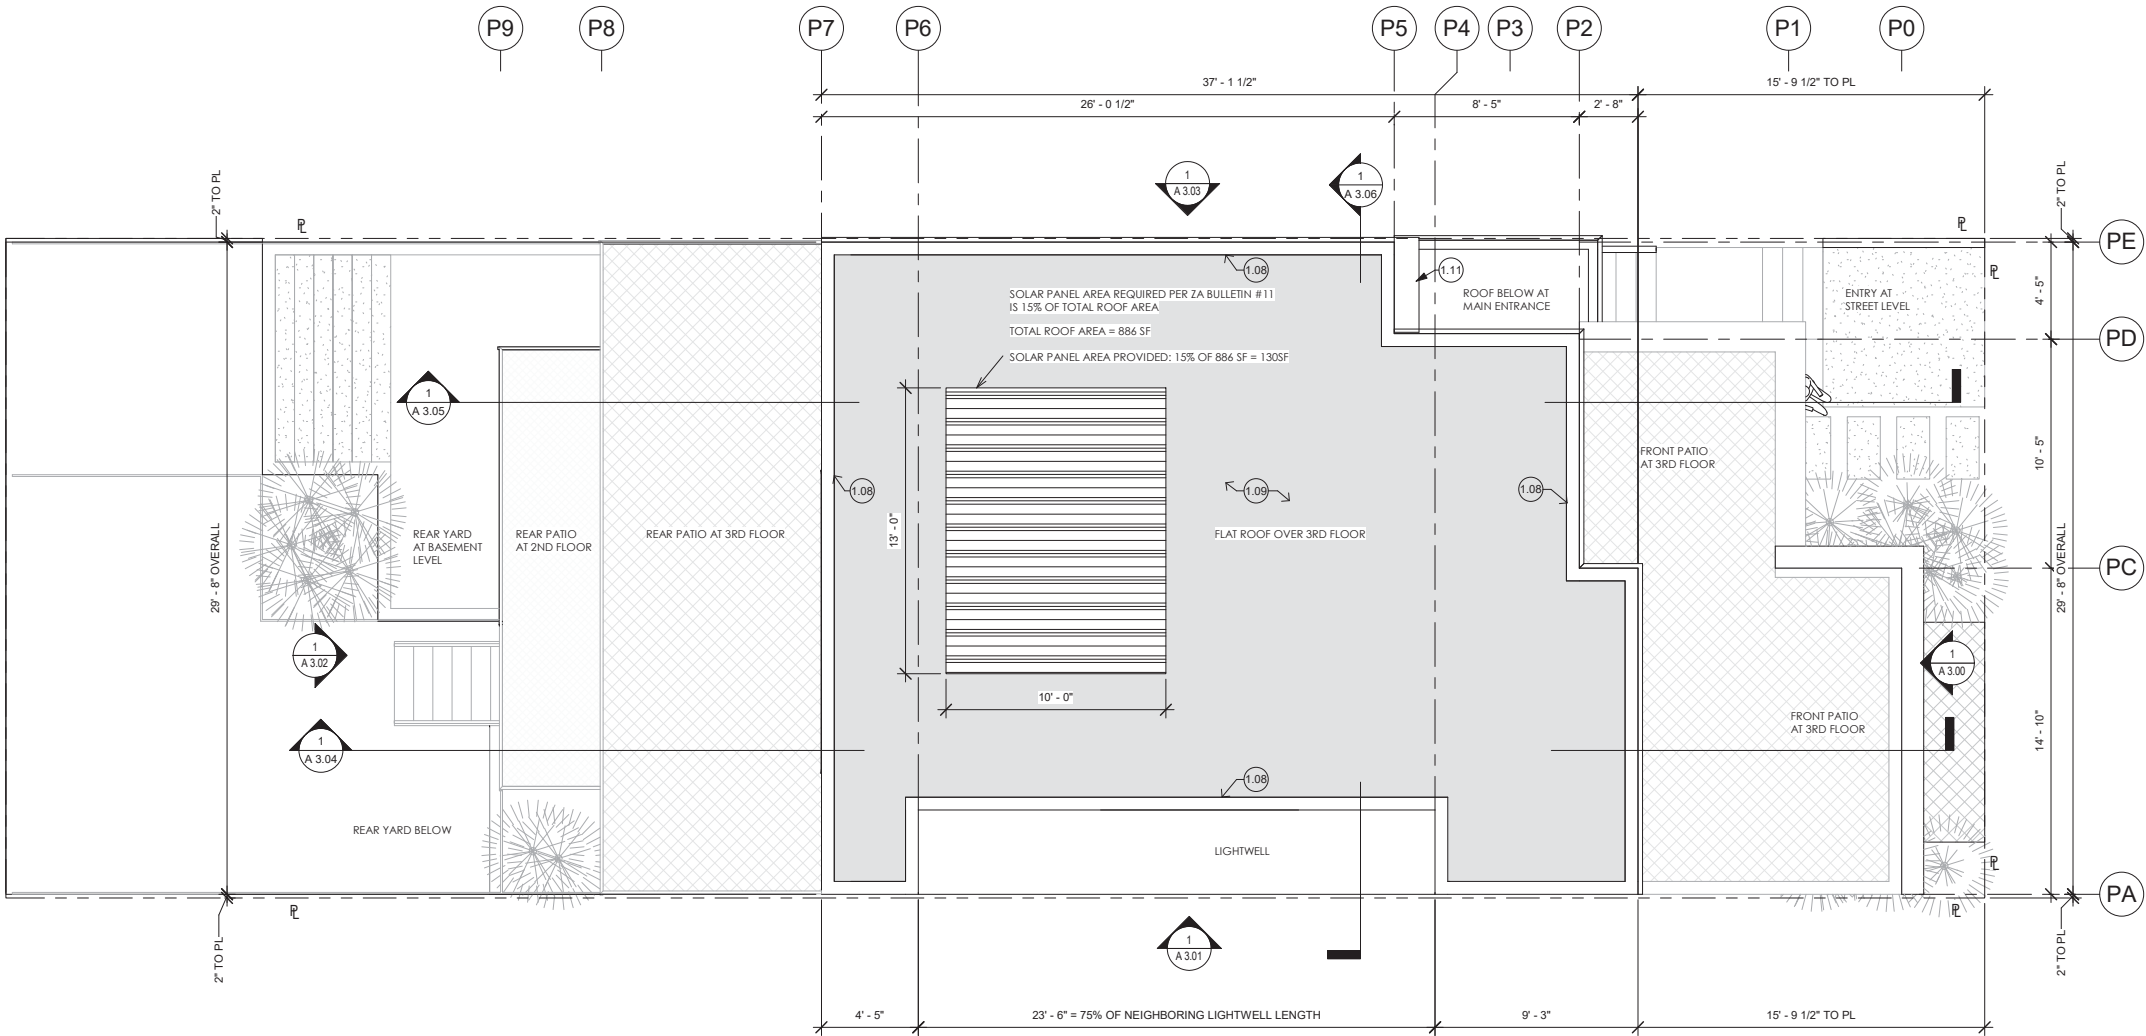 P9
P8
P7
P6
P5
P4
P3
P2
P1
P0
37' - 1 1/2"
15' - 9 1/2" TO PL
26' - 0 1/2"
8' - 5"
2' - 8"
2" TO PL
2" TO PL
1
A 3.03
1
A 3.06
PL
PL
PL
PE
1.08
1.11
SOLAR PANEL AREA REQUIRED PER ZA BULLETIN #11
IS 15% OF TOTAL ROOF AREA
TOTAL ROOF AREA = 886 SF
SOLAR PANEL AREA PROVIDED: 15% OF 886 SF = 130SF
ROOF BELOW AT
MAIN ENTRANCE
ENTRY AT
STREET LEVEL
4' - 5"
PD
1
A 3.05
10' - 5"
FRONT PATIO
AT 3RD FLOOR
1.08
1.09
1.08
13' - 0"
29' - 8" OVERALL
REAR YARD
AT BASEMENT
LEVEL
REAR PATIO
AT 2ND FLOOR
REAR PATIO AT 3RD FLOOR
FLAT ROOF OVER 3RD FLOOR
29' - 8" OVERALL
PC
1
A 3.02
1
A 3.00
10' - 0"
1
A 3.04
FRONT PATIO
AT 3RD FLOOR
14' - 10"
1.08
REAR YARD BELOW
LIGHTWELL
PL
PL
PL
PA
2" TO PL
1
A 3.01
2" TO PL
4' - 5"
23' - 6" = 75% OF NEIGHBORING LIGHTWELL LENGTH
9' - 3"
15' - 9 1/2" TO PL